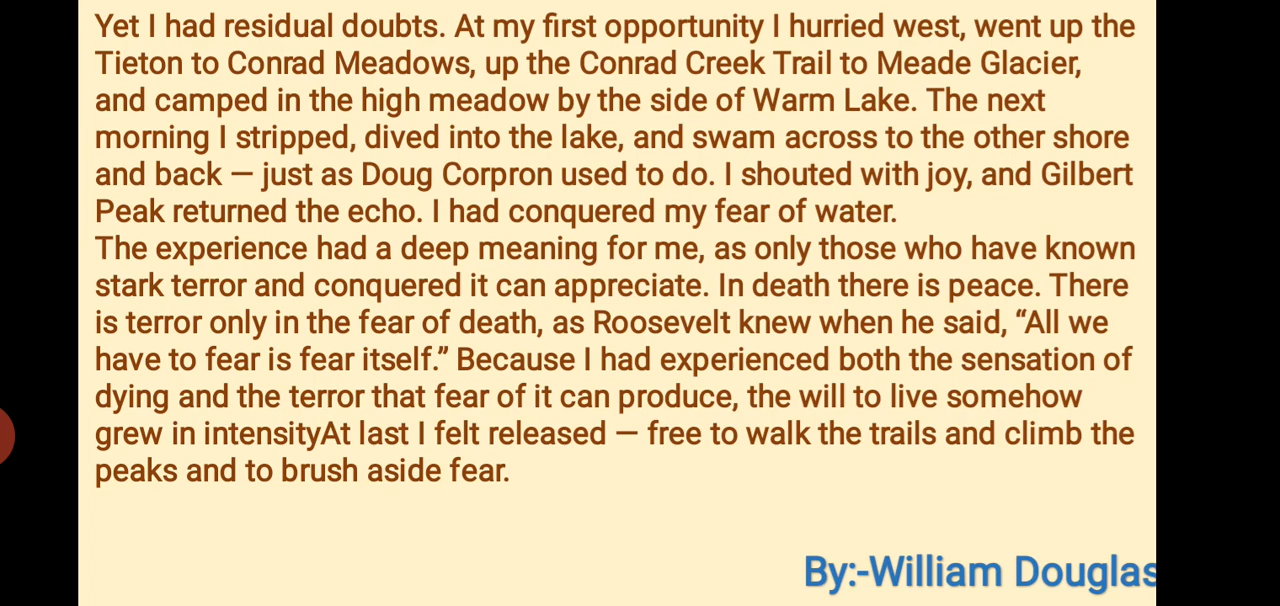 Yet I had residual doubts. At my first opportunity I hurried west, went up the
Tieton to Conrad Meadows, up the Conrad Creek Trail to Meade Glacier,
and camped in the high meadow by the side of Warm Lake. The next
morning I stripped, dived into the lake, and swam across to the other shore
and back — just as Doug Corpron used to do. I shouted with joy, and Gilbert
Peak returned the echo. I had conquered my fear of water.
The experience had a deep meaning for me, as only those who have known
stark terror and conquered it can appreciate. In death there is peace. There
is terror only in the fear of death, as Roosevelt knew when he said, “All we
have to fear is fear itself.” Because I had experienced both the sensation of
dying and the terror that fear of it can produce, the will to live somehow
grew in intensityAt last I felt released — free to walk the trails and climb the
peaks and to brush aside fear.
By:-William Douglas